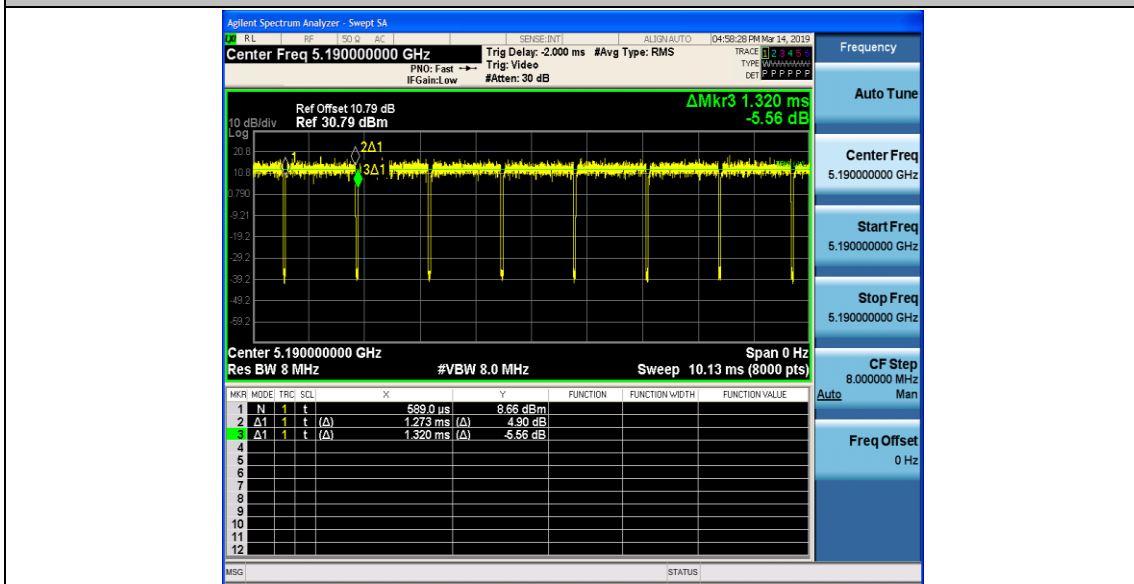 Agilent Spectrum Analyzer - Swept SA
RL RF 50 Ω AC SENSE:INT ALIGN AUTO 04:58:28 PM Mar 14, 2019
Center Freq 5.190000000 GHz
Trig Delay: -2.000 ms #Avg Type: RMS
TRACE 1 2 3 4 5 6
PNO: Fast
Trig: Video
TYPE
IFGain:Low
#Atten: 30 dB
DET P P P P P P
Frequency
Auto Tune
Ref Offset 10.79 dB
ΔMkr3 1.320 ms
10 dB/div Ref 30.79 dBm
-5.56 dB
Log
20.8
10.8
0.790
-9.21
-19.2
-29.2
-39.2
-49.2
-59.2
1
2Δ1
3Δ1
Center Freq
5.190000000 GHz
Start Freq
5.190000000 GHz
Stop Freq
5.190000000 GHz
Center 5.190000000 GHz
Span 0 Hz
Res BW 8 MHz
#VBW 8.0 MHz
Sweep 10.13 ms (8000 pts)
CF Step
8.000000 MHz
Auto Man
Freq Offset
0 Hz
MKR MODE TRC SCL X Y FUNCTION FUNCTION WIDTH FUNCTION VALUE
1 N 1 t 589.0 µs 8.66 dBm
2 Δ1 1 t (Δ) 1.273 ms (Δ) 4.90 dB
3 Δ1 1 t (Δ) 1.320 ms (Δ) -5.56 dB
4
5
6
7
8
9
10
11
12
MSG STATUS